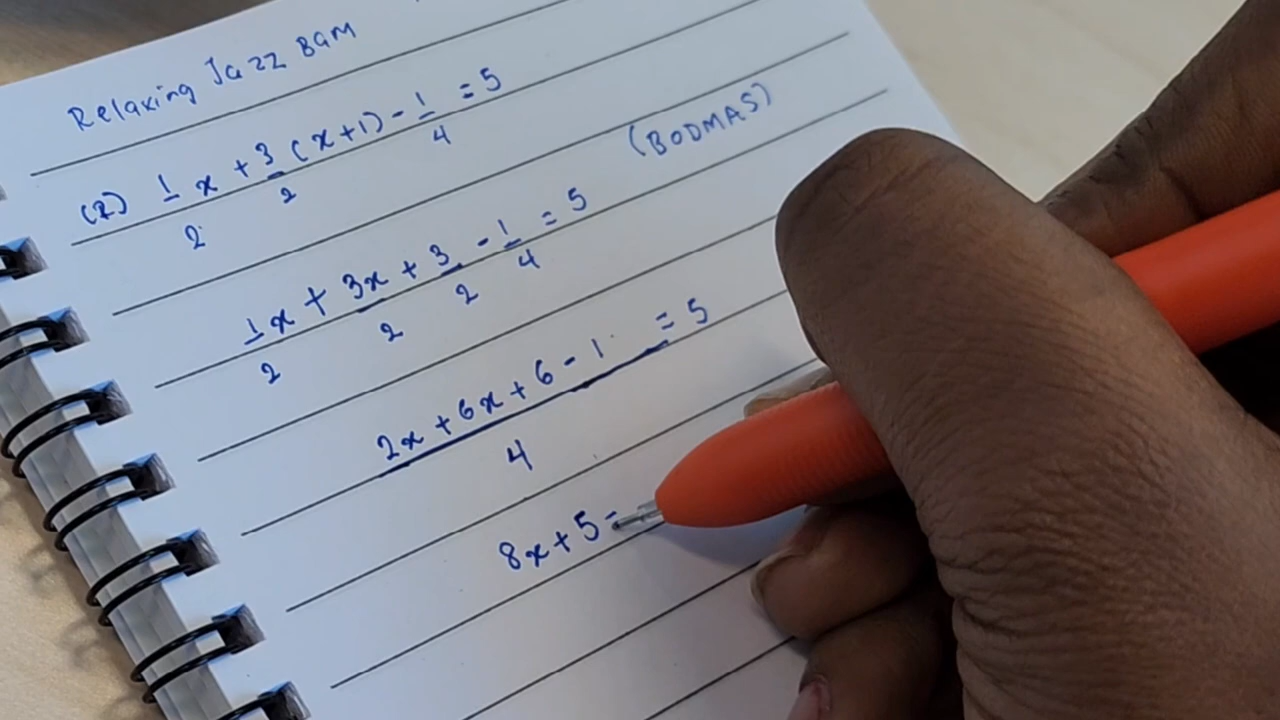 Relaxing Jazz BGM
(2) 1/2 x + 3/2 (x+1) - 1/4 = 5
(BODMAS)
1/2 x + 3x/2 + 3/2 - 1/4 = 5
2x + 6x + 6 - 1 / 4 = 5
8x + 5 =